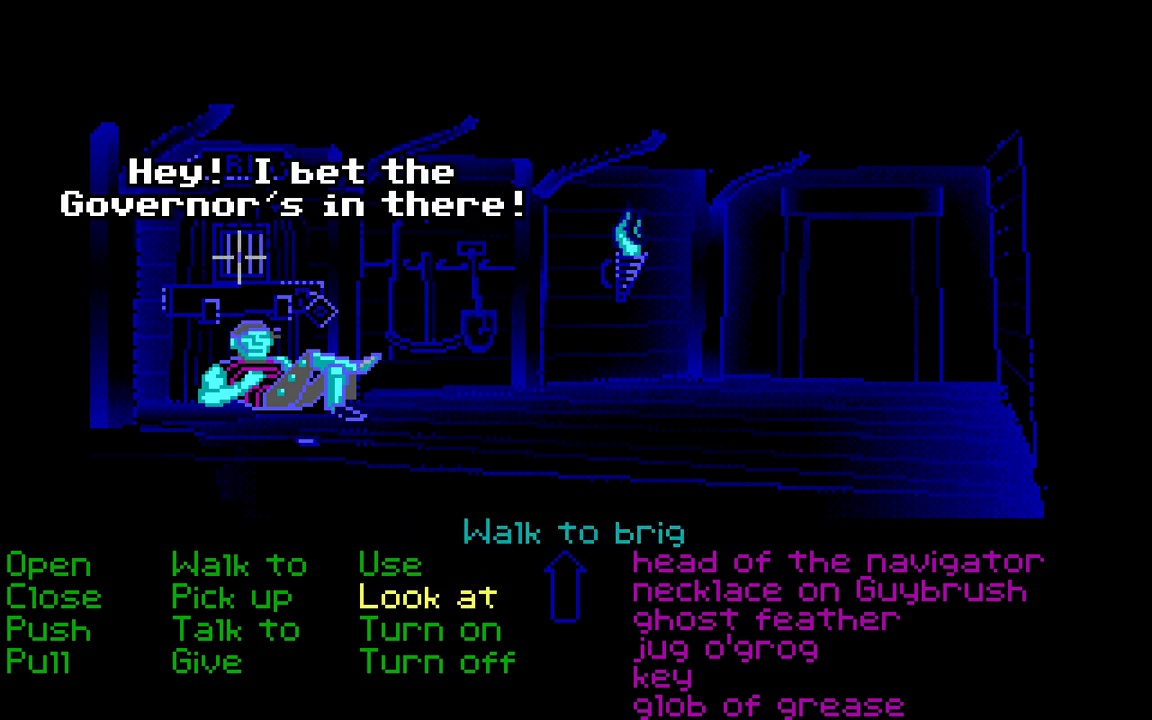 Hey! I bet the
Governor's in there!
Walk to brig
Open Walk to Use
Close Pick up Look at
Push Talk to Turn on
Pull Give Turn off
head of the navigator
necklace on Guybrush
ghost feather
jug o'grog
key
glob of grease